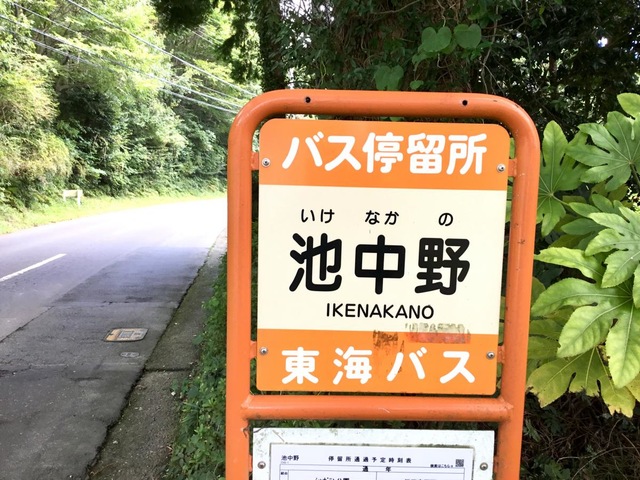 バス停留所
いけ なか の
池中野
IKENAKANO
東海バス
池中野 停留所通過予定時刻表
通年